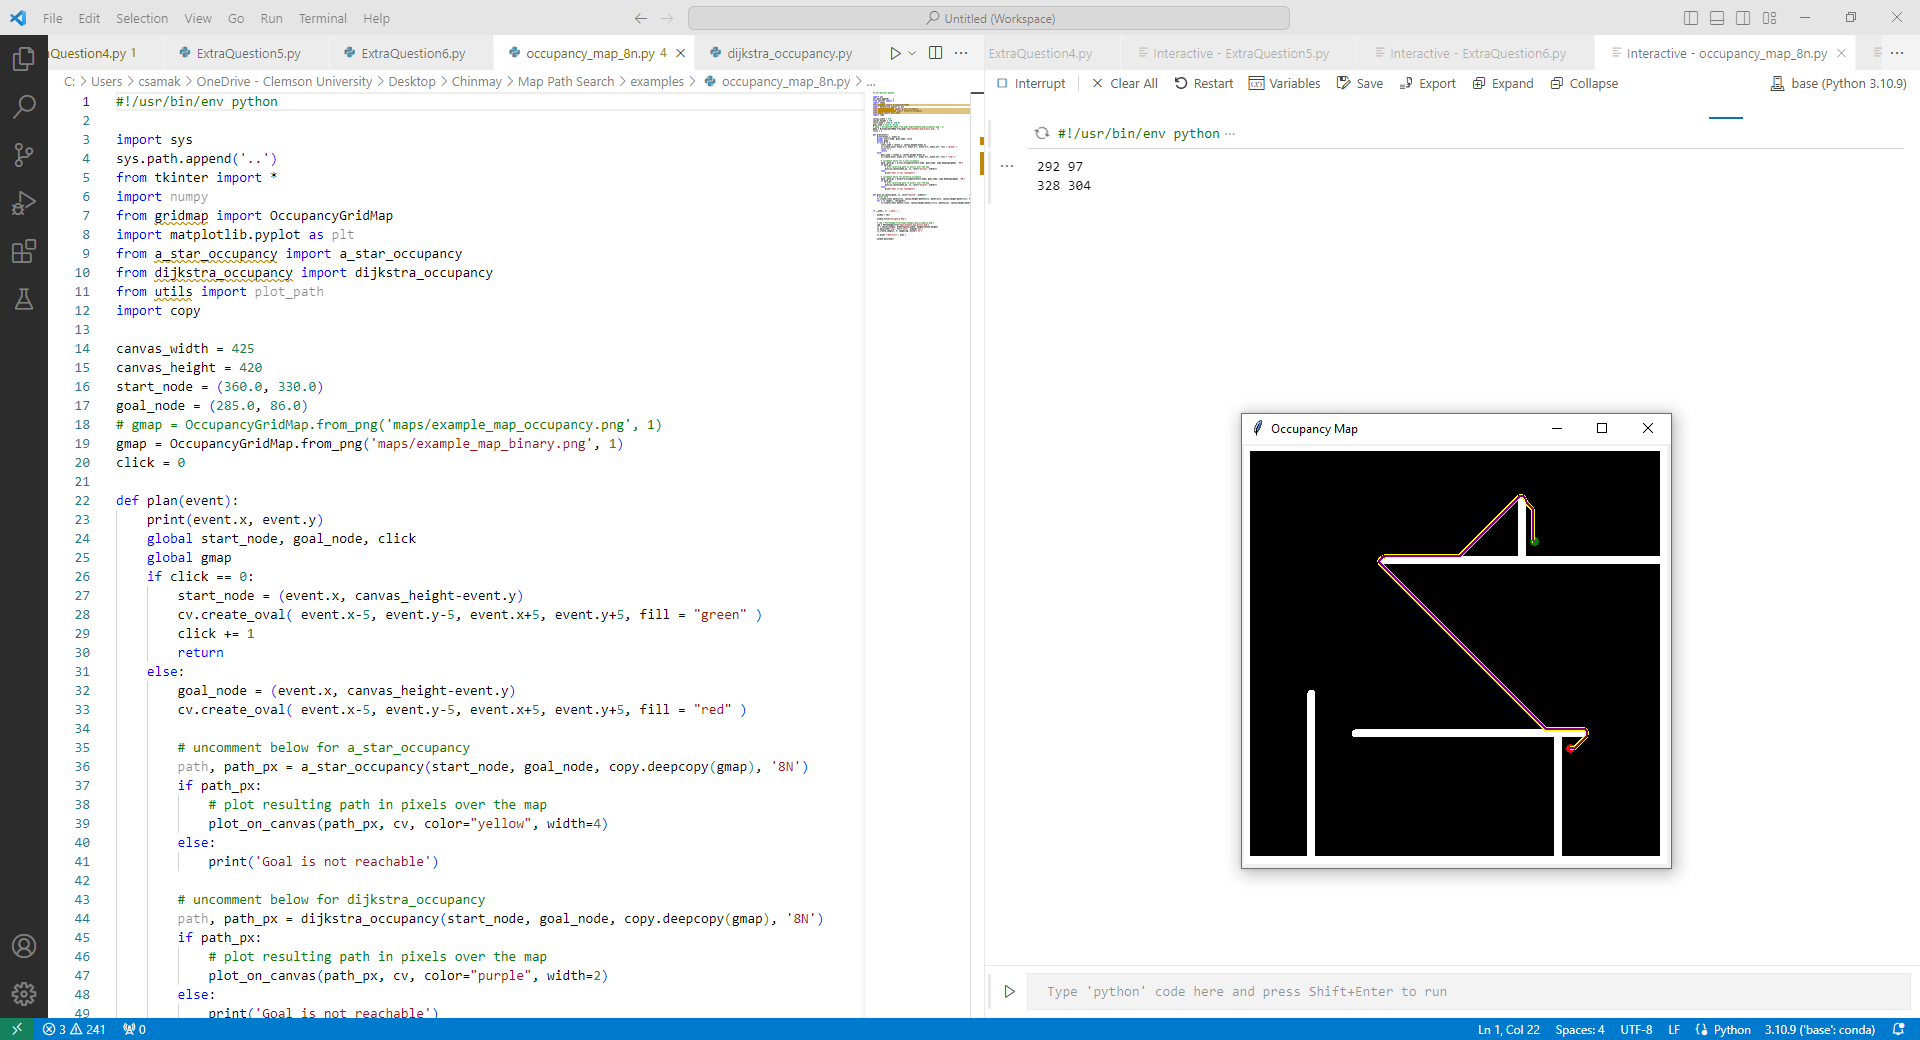 File Edit Selection View Go Run Terminal Help Untitled (Workspace)
aQuestion4.py 1 ExtraQuestion5.py ExtraQuestion6.py occupancy_map_8n.py 4 dijkstra_occupancy.py
ExtraQuestion4.py Interactive - ExtraQuestion5.py Interactive - ExtraQuestion6.py Interactive - occupancy_map_8n.py
C: > Users > csamak > OneDrive - Clemson University > Desktop > Chinmay > Map Path Search > examples > occupancy_map_8n.py > ...
Interrupt Clear All Restart Variables Save Export Expand Collapse base (Python 3.10.9)
1 #!/usr/bin/env python
2
3 import sys
4 sys.path.append('..')
5 from tkinter import *
6 import numpy
7 from gridmap import OccupancyGridMap
8 import matplotlib.pyplot as plt
9 from a_star_occupancy import a_star_occupancy
10 from dijkstra_occupancy import dijkstra_occupancy
11 from utils import plot_path
12 import copy
13
14 canvas_width = 425
15 canvas_height = 420
16 start_node = (360.0, 330.0)
17 goal_node = (285.0, 86.0)
18 # gmap = OccupancyGridMap.from_png('maps/example_map_occupancy.png', 1)
19 gmap = OccupancyGridMap.from_png('maps/example_map_binary.png', 1)
20 click = 0
21
22 def plan(event):
23 print(event.x, event.y)
24 global start_node, goal_node, click
25 global gmap
26 if click == 0:
27 start_node = (event.x, canvas_height-event.y)
28 cv.create_oval( event.x-5, event.y-5, event.x+5, event.y+5, fill = "green" )
29 click += 1
30 return
31 else:
32 goal_node = (event.x, canvas_height-event.y)
33 cv.create_oval( event.x-5, event.y-5, event.x+5, event.y+5, fill = "red" )
34
35 # uncomment below for a_star_occupancy
36 path, path_px = a_star_occupancy(start_node, goal_node, copy.deepcopy(gmap), '8N')
37 if path_px:
38 # plot resulting path in pixels over the map
39 plot_on_canvas(path_px, cv, color="yellow", width=4)
40 else:
41 print('Goal is not reachable')
42
43 # uncomment below for dijkstra_occupancy
44 path, path_px = dijkstra_occupancy(start_node, goal_node, copy.deepcopy(gmap), '8N')
45 if path_px:
46 # plot resulting path in pixels over the map
47 plot_on_canvas(path_px, cv, color="purple", width=2)
48 else:
49 print('Goal is not reachable')
#!/usr/bin/env python ...
292 97
328 304
Occupancy Map
Type 'python' code here and press Shift+Enter to run
3 241 0 Ln 1, Col 22 Spaces: 4 UTF-8 LF Python 3.10.9 ('base': conda)